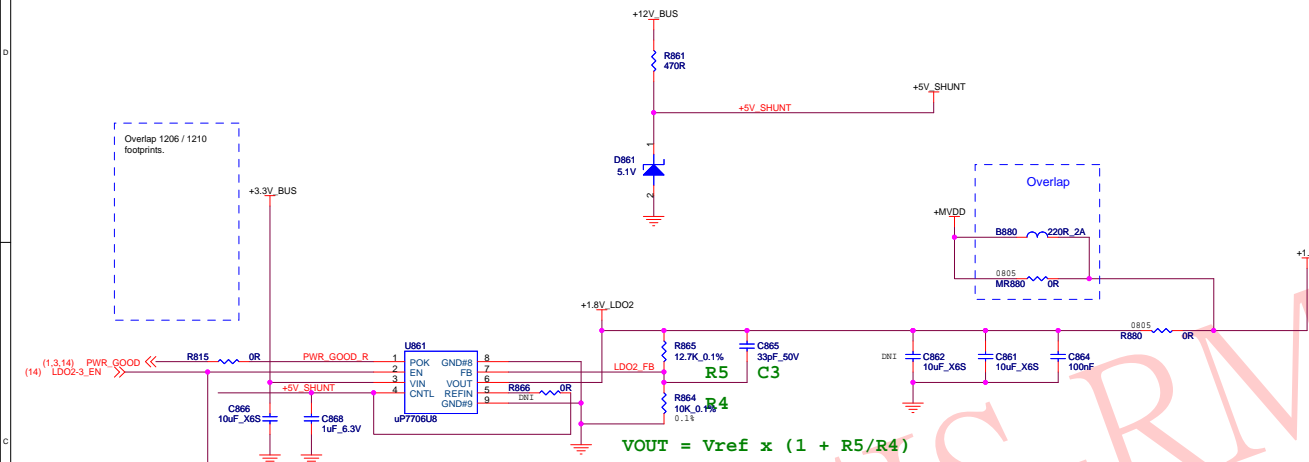 +12V_BUS
D
R861
470R
+5V_SHUNT
+5V_SHUNT
Overlap 1206 / 1210
footprints.
1
D861
5.1V
2
+3.3V_BUS
Overlap
+MVDD
B880 220R_2A
0805
MR880 0R
+1.
+1.8V_LDO2
0805
R880 0R
(1,3,14) PWR_GOOD
R815 0R
PWR_GOOD_R
(14) LDO2-3_EN
U861
1 POK GND#8 8
2 EN FB 7
3 VIN VOUT 6
4 CNTL REFIN 5
GND#9 9
uP7706U8
+5V_SHUNT
R866 0R
DNI
LDO2_FB
R865
12.7K_0.1%
R5
C865
33pF_50V
C3
R864
10K_0.1%
0.1%
R4
DNI
C862
10uF_X6S
C861
10uF_X6S
C864
100nF
C866
10uF_X6S
C868
1uF_6.3V
C
VOUT = Vref x (1 + R5/R4)